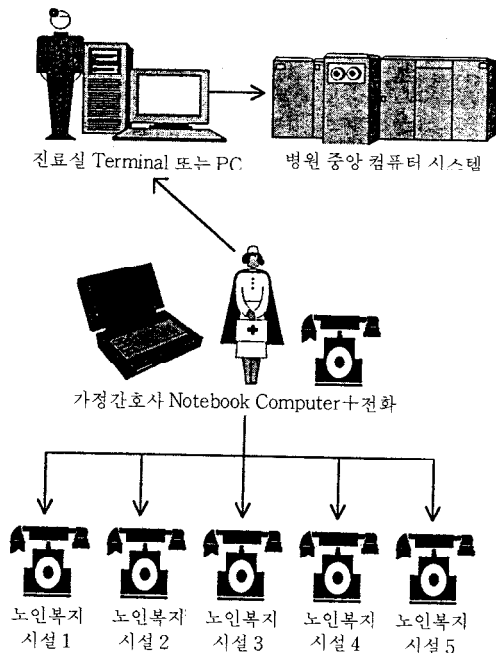 진료실 Terminal 또는 PC
병원 중앙 컴퓨터 시스템
가정간호사 Notebook Computer+전화
노인복지
시설 1
노인복지
시설 2
노인복지
시설 3
노인복지
시설 4
노인복지
시설 5